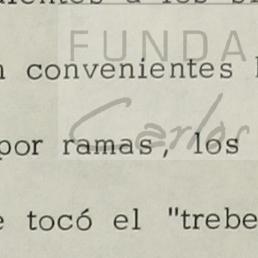 FUNDA
convenientes
Carlos
por ramas, los
tocó el "trebe